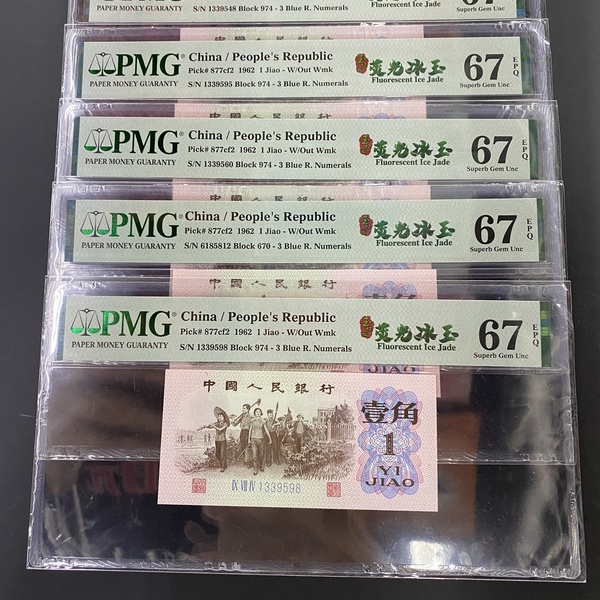 PAPER MONEY GUARANTY
S/N 1339548 Block 974 - 3 Blue R. Numerals
Fluorescent Ice Jade
67
Superb Gem Unc
PMG
PAPER MONEY GUARANTY
China / People's Republic
Pick# 877cf2 1962 1 Jiao - W/Out Wmk
S/N 1339595 Block 974 - 3 Blue R. Numerals
荧光冰玉
Fluorescent Ice Jade
67 EPQ
Superb Gem Unc
PMG
PAPER MONEY GUARANTY
China / People's Republic
Pick# 877cf2 1962 1 Jiao - W/Out Wmk
S/N 1339560 Block 974 - 3 Blue R. Numerals
荧光冰玉
Fluorescent Ice Jade
67 EPQ
Superb Gem Unc
PMG
PAPER MONEY GUARANTY
China / People's Republic
Pick# 877cf2 1962 1 Jiao - W/Out Wmk
S/N 6185812 Block 670 - 3 Blue R. Numerals
荧光冰玉
Fluorescent Ice Jade
67 EPQ
Superb Gem Unc
中國人民銀行
PMG
PAPER MONEY GUARANTY
China / People's Republic
Pick# 877cf2 1962 1 Jiao - W/Out Wmk
S/N 1339598 Block 974 - 3 Blue R. Numerals
荧光冰玉
Fluorescent Ice Jade
67 EPQ
Superb Gem Unc
JIAO
中國人民銀行
壹角
1
YI
JIAO
IX VIII IV 1339598